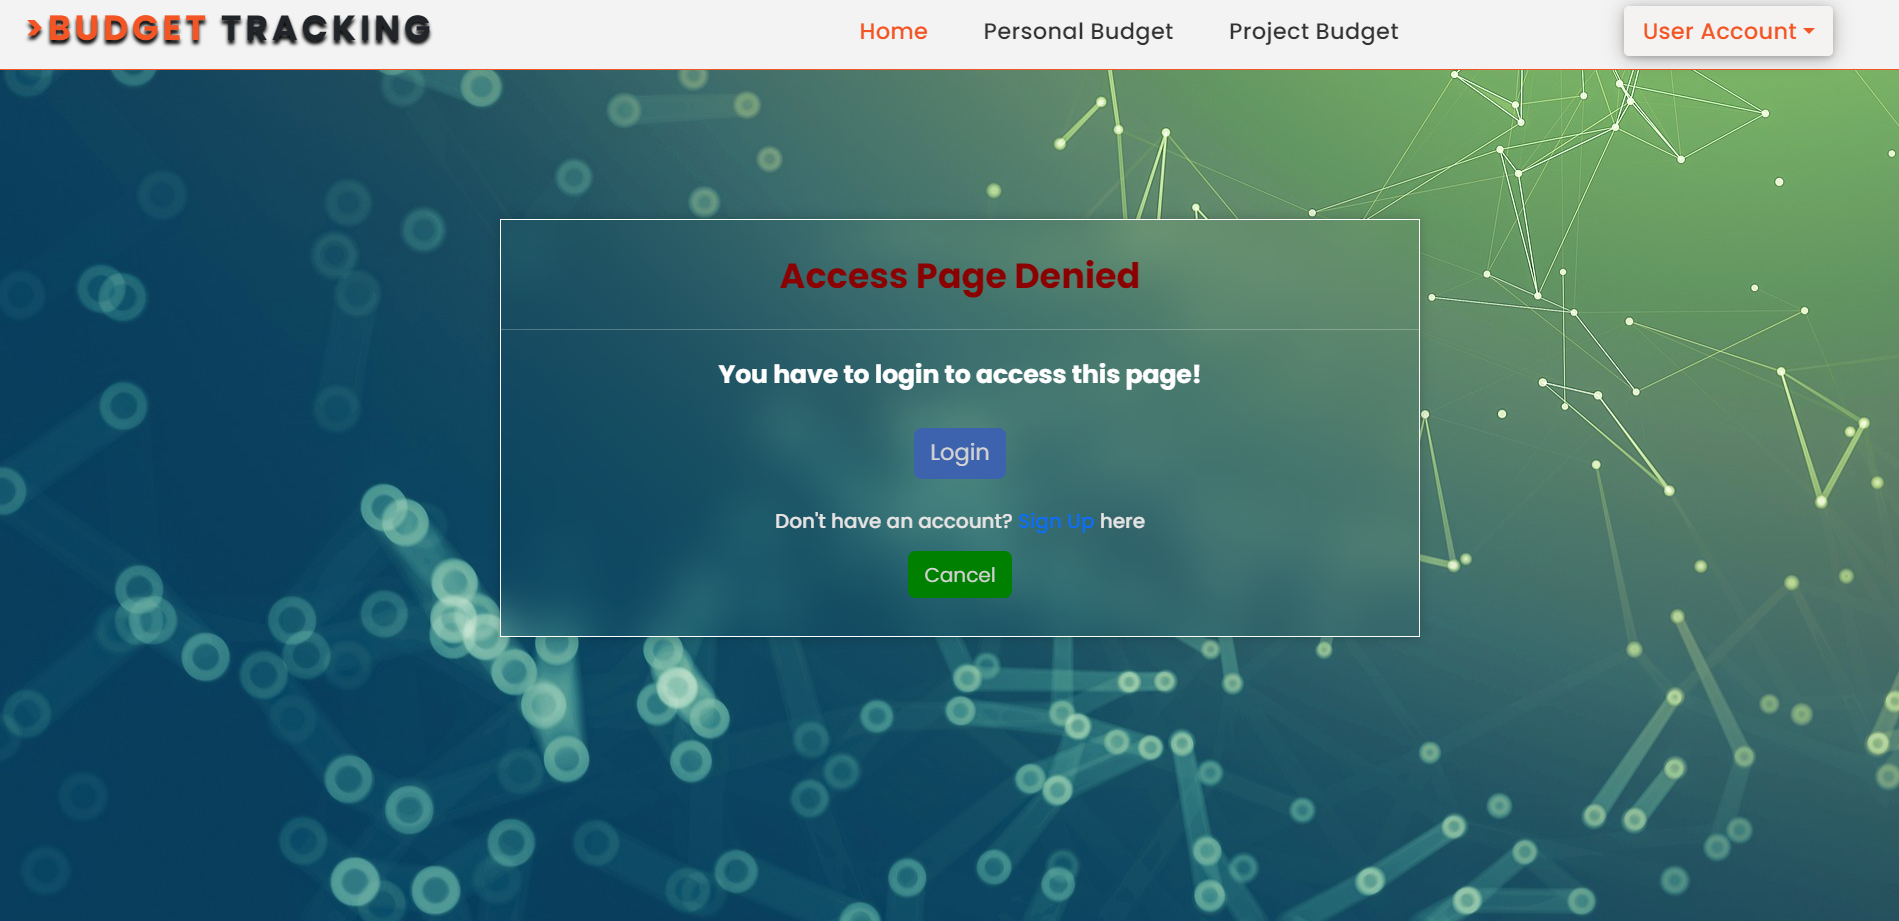 >BUDGET TRACKING
Home
Personal Budget
Project Budget
User Account
Access Page Denied
You have to login to access this page!
Login
Don't have an account? Sign Up here
Cancel